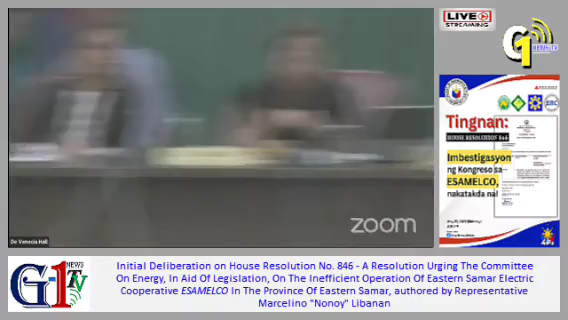 LIVE
STREAMING
G1
NEWS TV
Tingnan:
HOUSE RESOLUTION 846
Imbestigasyon
ng Kongreso sa
ESAMELCO,
nakatakda na!
4Ps
zoom
De Venecia Hall
G-1
NEWS
TV
Initial Deliberation on House Resolution No. 846 - A Resolution Urging The Committee
On Energy, In Aid Of Legislation, On The Inefficient Operation Of Eastern Samar Electric
Cooperative ESAMELCO In The Province Of Eastern Samar, authored by Representative
Marcelino "Nonoy" Libanan